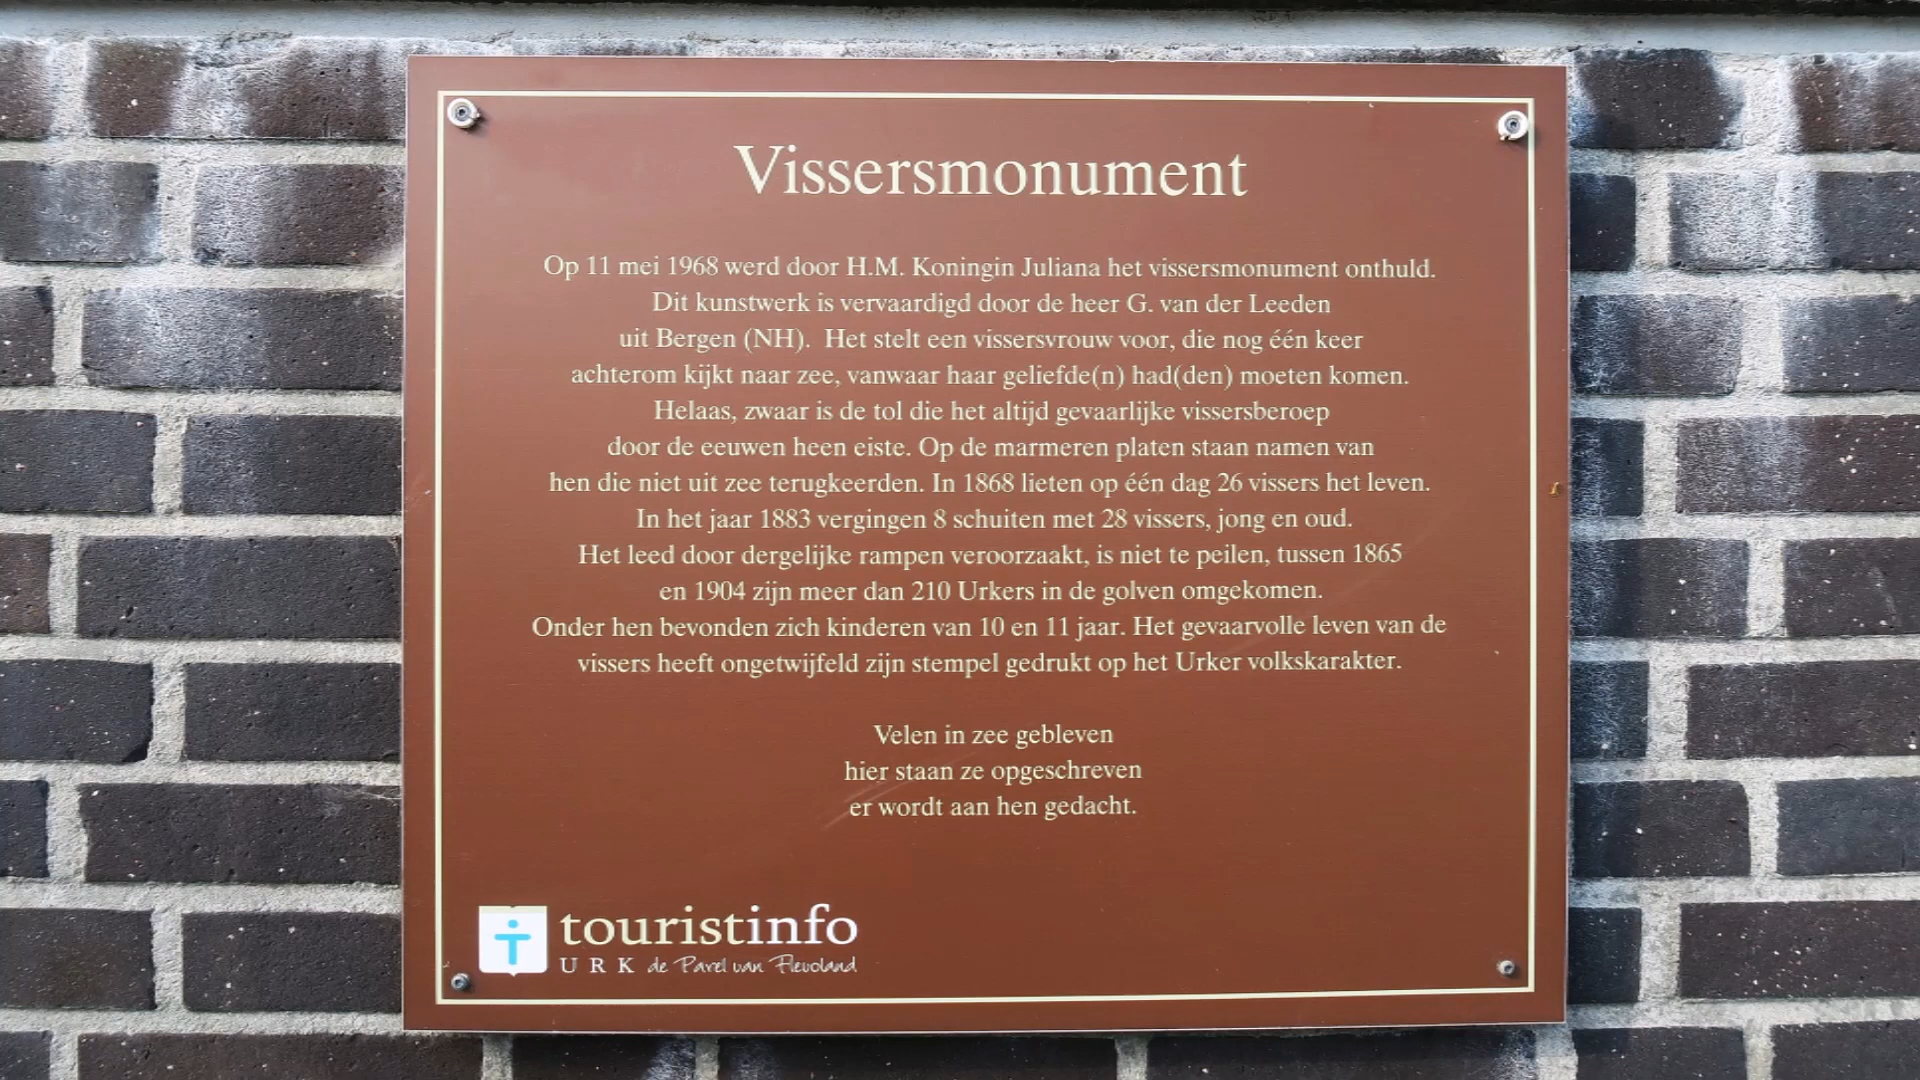 Vissersmonument
Op 11 mei 1968 werd door H.M. Koningin Juliana het vissersmonument onthuld.
Dit kunstwerk is vervaardigd door de heer G. van der Leeden
uit Bergen (NH). Het stelt een vissersvrouw voor, die nog één keer
achterom kijkt naar zee, vanwaar haar geliefde(n) had(den) moeten komen.
Helaas, zwaar is de tol die het altijd gevaarlijke vissersberoep
door de eeuwen heen eiste. Op de marmeren platen staan namen van
hen die niet uit zee terugkeerden. In 1868 lieten op één dag 26 vissers het leven.
In het jaar 1883 vergingen 8 schuiten met 28 vissers, jong en oud.
Het leed door dergelijke rampen veroorzaakt, is niet te peilen, tussen 1865
en 1904 zijn meer dan 210 Urkers in de golven omgekomen.
Onder hen bevonden zich kinderen van 10 en 11 jaar. Het gevaarvolle leven van de
vissers heeft ongetwijfeld zijn stempel gedrukt op het Urker volkskarakter.
Velen in zee gebleven
hier staan ze opgeschreven
er wordt aan hen gedacht.
touristinfo
URK de Parel van Flevoland